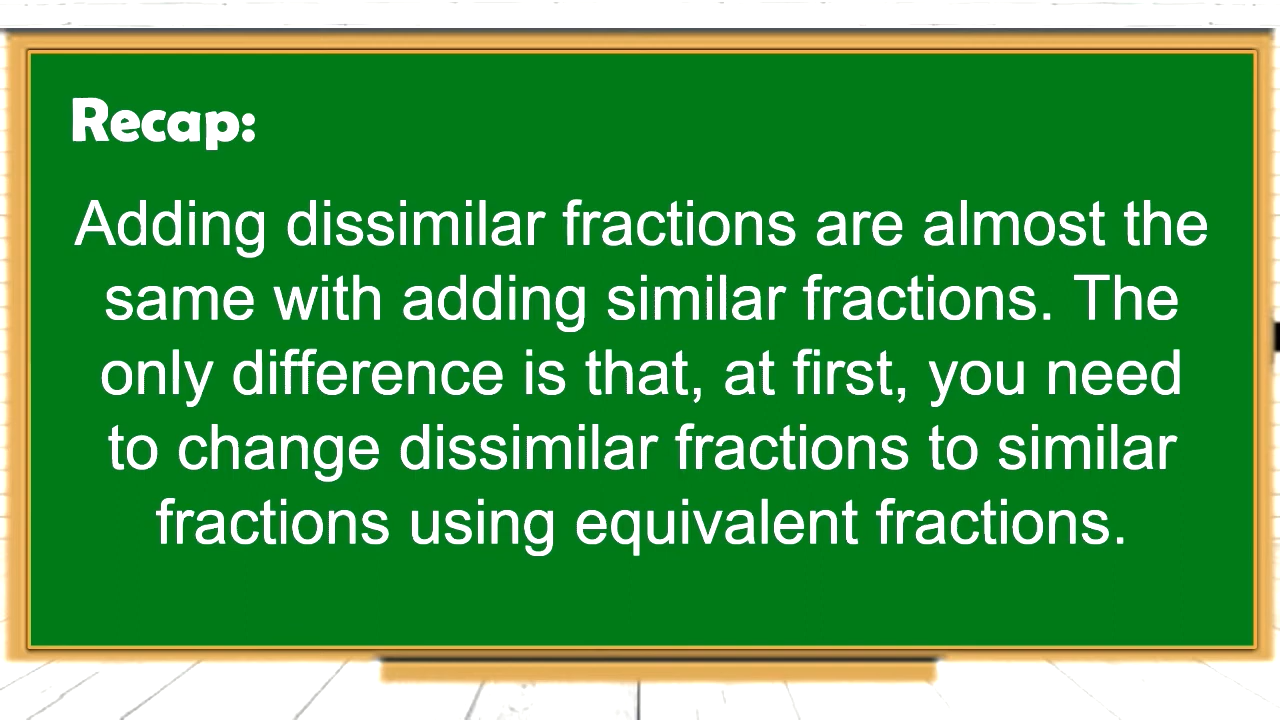 Recap:
Adding dissimilar fractions are almost the
same with adding similar fractions. The
only difference is that, at first, you need
to change dissimilar fractions to similar
fractions using equivalent fractions.